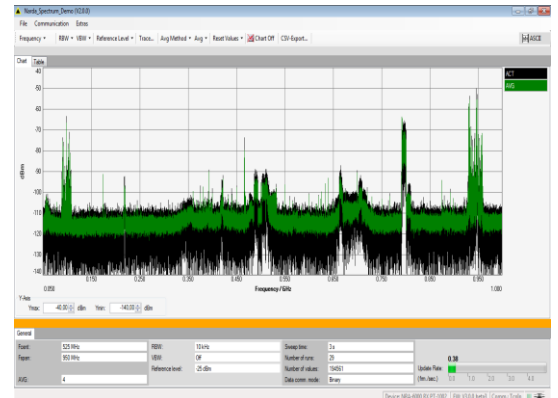 Narda_Spectrum_Demo (V2.0.0)
File Communication Extras
Frequency RBW VBW Reference Level Trace... Avg Method Avg Reset Values Chart Off CSV-Export... ASCII
Chart Table
ACT
AVG
dBm
-40
-50
-60
-70
-80
-90
-100
-110
-120
-130
-140
0.150 0.250 0.350 0.450 0.550 0.650 0.750 0.850 0.950
0.050 Frequency / GHz 1.000
Y-Axis
Ymax: -40,00 dBm Ymin: -140,00 dBm
General
Fcent: 525 MHz RBW: 10 kHz Sweep time: 3 s
Fspan: 950 MHz VBW: Off Number of runs: 29 0.38
Reference level: -25 dBm Number of values: Update Rate
AVG: 4 Data comm. mode: Binary 0.0 1.0 2.0 3.0 4.0